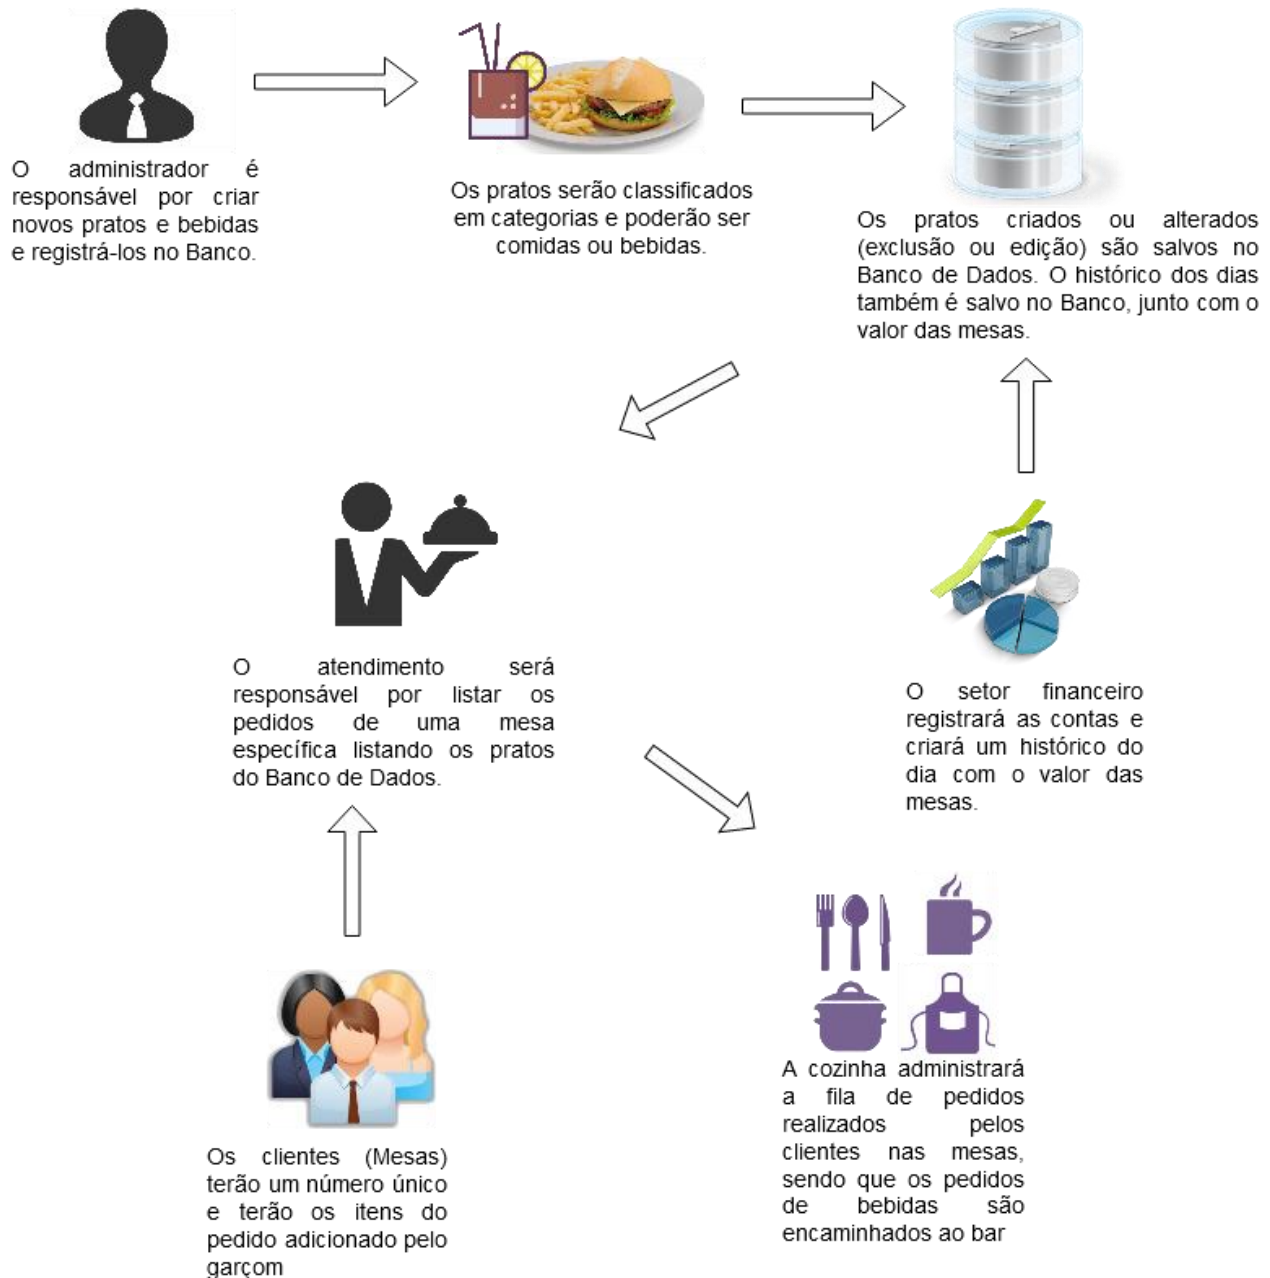 O administrador é
responsável por criar
novos pratos e bebidas
e registrá-los no Banco.
Os pratos serão classificados
em categorias e poderão ser
comidas ou bebidas.
Os pratos criados ou alterados
(exclusão ou edição) são salvos no
Banco de Dados. O histórico dos dias
também é salvo no Banco, junto com o
valor das mesas.
O atendimento será
responsável por listar os
pedidos de uma mesa
específica listando os pratos
do Banco de Dados.
O setor financeiro
registrará as contas e
criará um histórico do
dia com o valor das
mesas.
Os clientes (Mesas)
terão um número único
e terão os itens do
pedido adicionado pelo
garçom
A cozinha administrará
a fila de pedidos
realizados pelos
clientes nas mesas,
sendo que os pedidos
de bebidas são
encaminhados ao bar